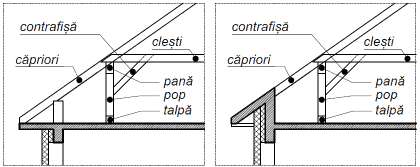 contrafișă
clești
căpriori
pană
pop
talpă
contrafișă
clești
căpriori
pană
pop
talpă